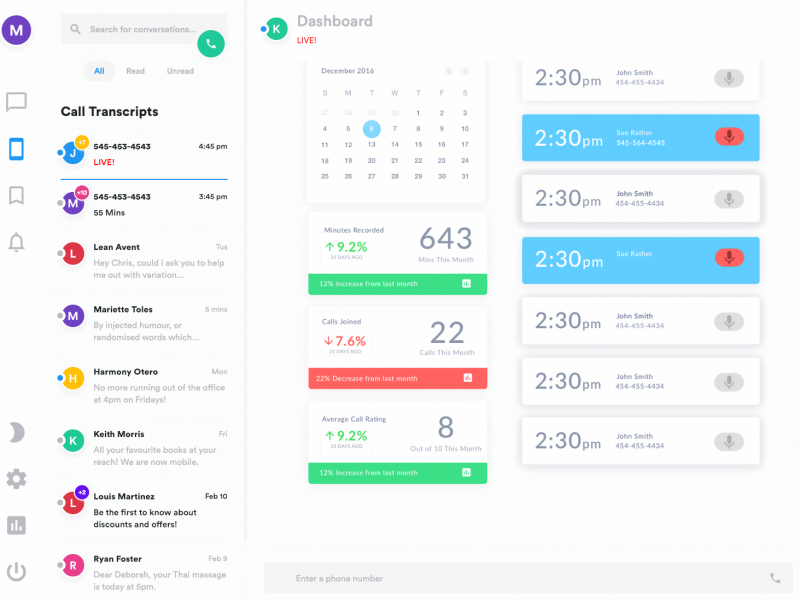 M
Search for conversations...
All Read Unread
Call Transcripts
+7
J
545-453-4543 4:45 pm
LIVE!
+10
M
545-453-4543 3:45 pm
55 Mins
L
Lean Avent Tus
Hey Chris, could i ask you to help
me out with variation...
M
Mariette Toles 5 mins
By injected humour, or
randomised words which...
H
Harmony Otero Mon
No more running out of the office
at 4pm on Fridays!
K
Keith Morris Fri
All your favourite books at your
reach! We are now mobile.
+2
L
Louis Martinez Feb 10
Be the first to know about
discounts and offers!
R
Ryan Foster Feb 9
Dear Deborah, your Thai massage
is today at 5pm.
K
Dashboard
LIVE!
December 2016
S M T W T F S
27 28 29 30 1 2 3
4 5 6 7 8 9 10
11 12 13 14 15 16 17
18 19 20 21 22 23 24
25 26 27 28 29 30 31
Minutes Recorded
9.2%
31 DAYS AGO
643
Mins This Month
12% Increase from last month
Calls Joined
7.6%
31 DAYS AGO
22
Calls This Month
22% Decrease from last month
Average Call Rating
9.2%
31 DAYS AGO
8
Out of 10 This Month
12% Increase from last month
2:30pm
John Smith
454-455-4434
2:30pm
Sue Rather
545-564-4545
2:30pm
John Smith
454-455-4434
2:30pm
Sue Rather
2:30pm
John Smith
454-455-4434
2:30pm
John Smith
454-455-4434
2:30pm
John Smith
454-455-4434
Enter a phone number